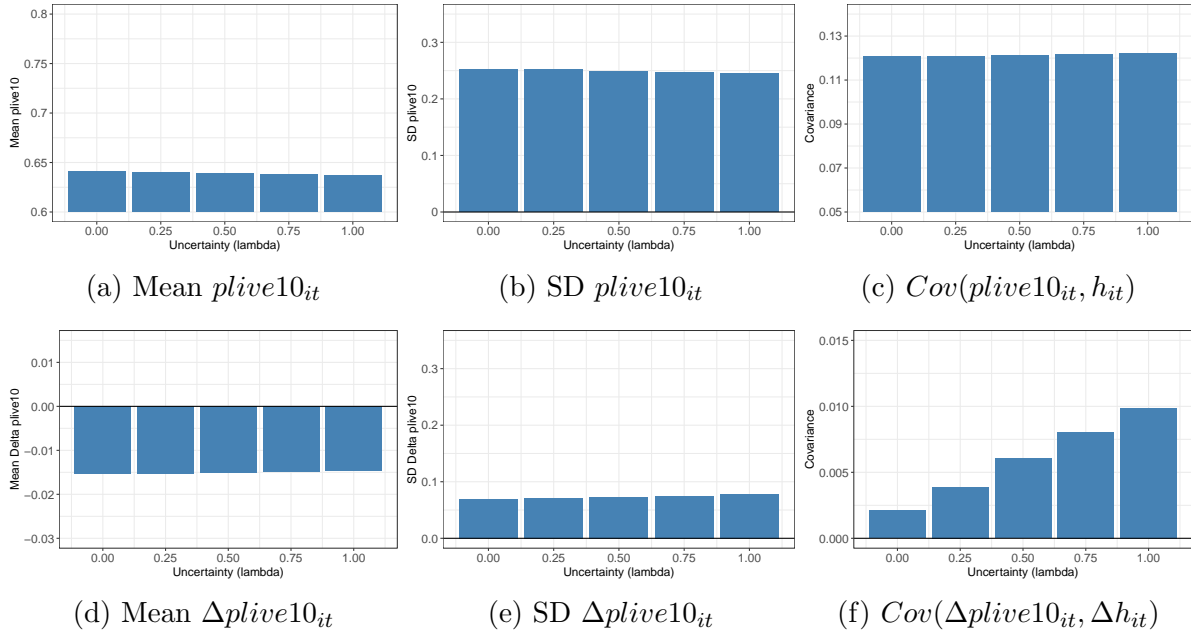 Mean plive10
0.8
0.75
0.7
0.65
0.6
0.00 0.25 0.50 0.75 1.00
Uncertainty (lambda)
(a) Mean plive10it
SD plive10
0.3
0.2
0.1
0
0.00 0.25 0.50 0.75 1.00
Uncertainty (lambda)
(b) SD plive10it
Covariance
0.13
0.12
0.09
0.07
0.05
0.00 0.25 0.50 0.75 1.00
Uncertainty (lambda)
(c) Cov(plive10it, hit)
Mean Delta plive10
0.01
0.00
−0.01
−0.02
−0.03
0.00 0.25 0.50 0.75 1.00
Uncertainty (lambda)
(d) Mean Δplive10it
SD Delta plive10
0.3
0.2
0.1
0.0
0.00 0.25 0.50 0.75 1.00
Uncertainty (lambda)
(e) SD Δplive10it
Covariance
0.015
0.010
0.005
0.000
0.00 0.25 0.50 0.75 1.00
Uncertainty (lambda)
(f) Cov(Δplive10it, Δhit)